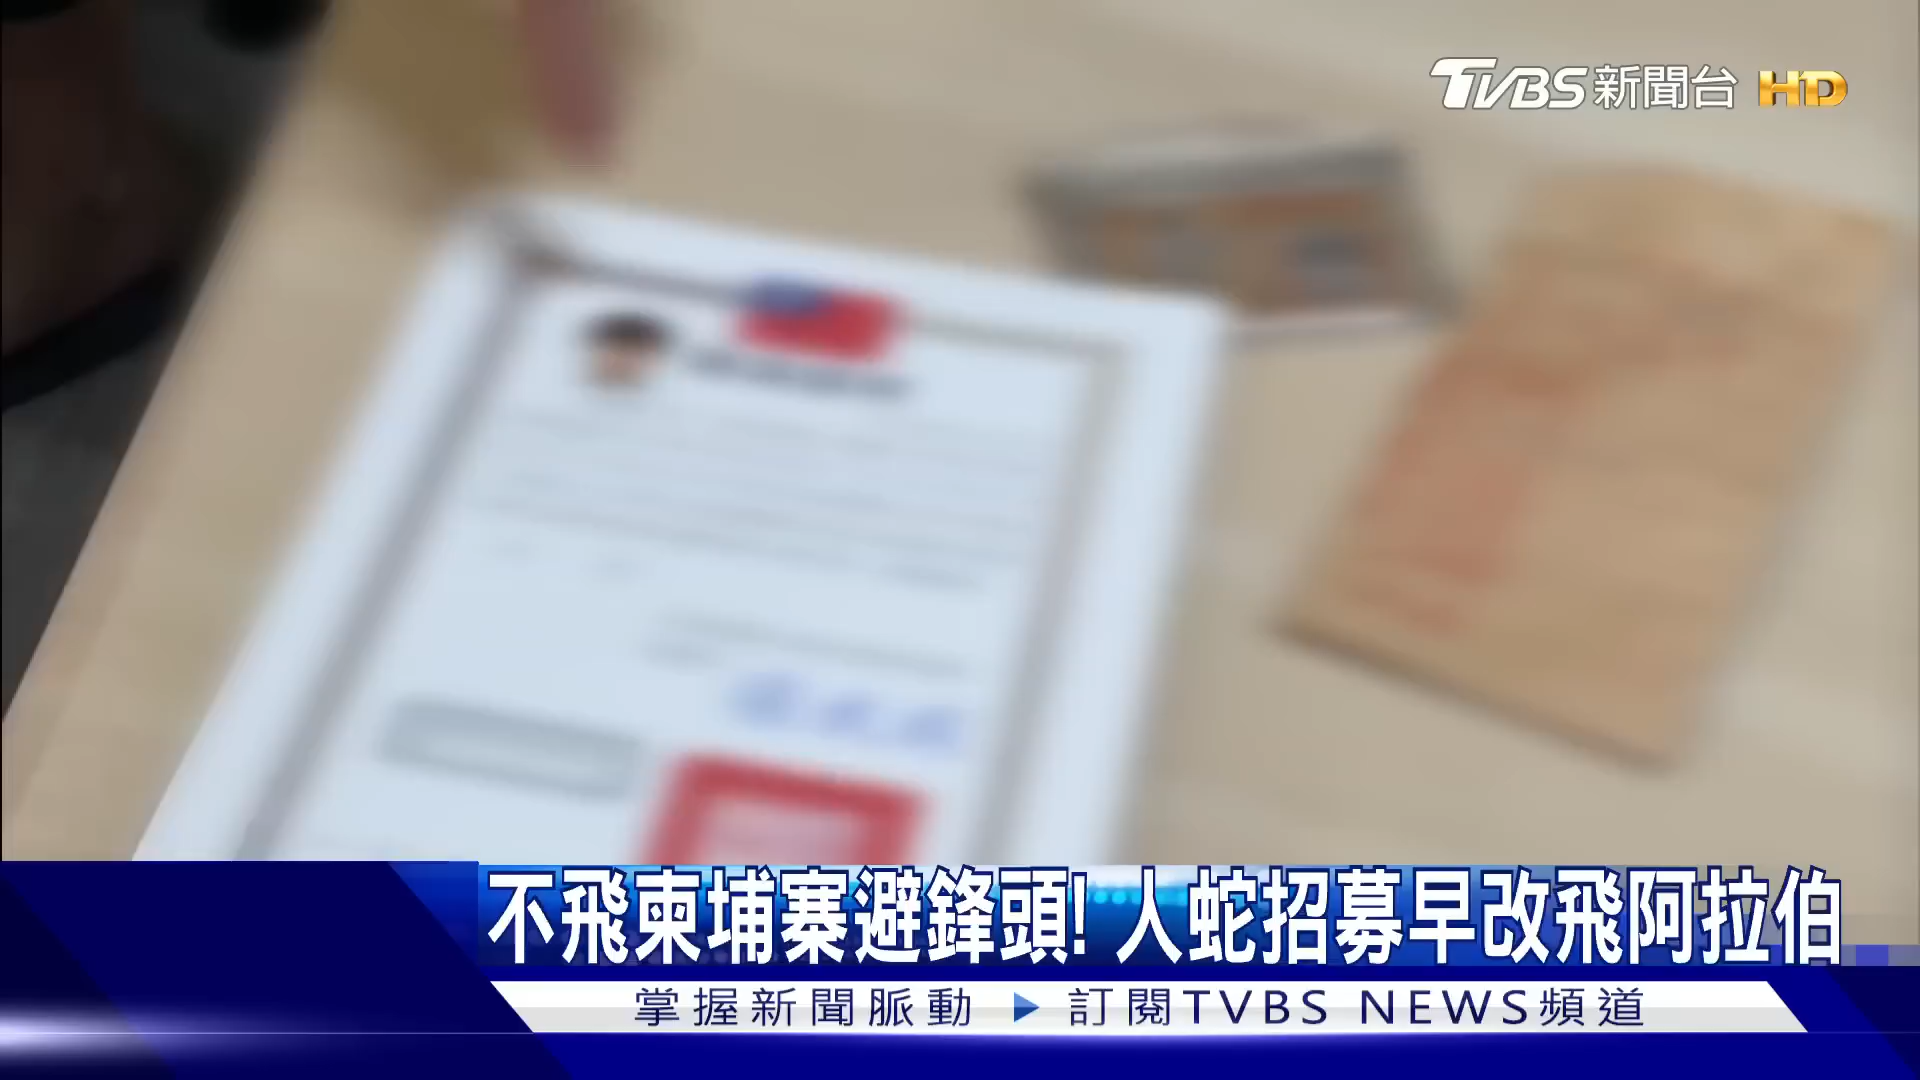 TVBS新聞台 HD
不飛柬埔寨避鋒頭! 人蛇招募早改飛阿拉伯
掌握新聞脈動 ▶ 訂閱TVBS NEWS頻道